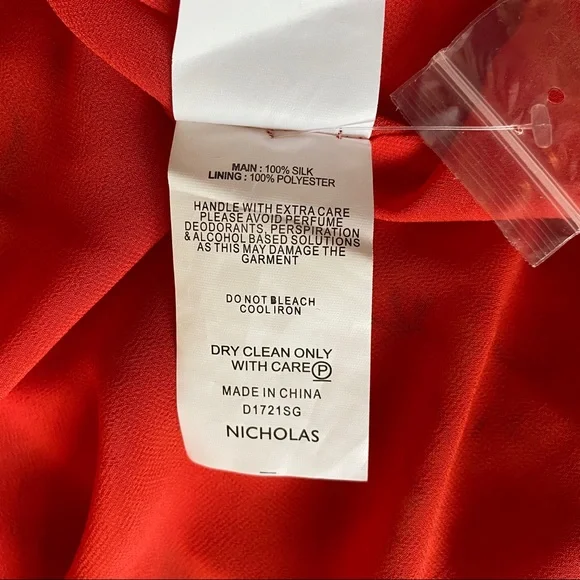 MAIN : 100% SILK
LINING : 100% POLYESTER
HANDLE WITH EXTRA CARE
PLEASE AVOID PERFUME
DEODORANTS, PERSPIRATION
& ALCOHOL BASED SOLUTIONS
AS THIS MAY DAMAGE THE
GARMENT
DO NOT BLEACH
COOL IRON
DRY CLEAN ONLY
WITH CARE Ⓟ
MADE IN CHINA
D1721SG
NICHOLAS